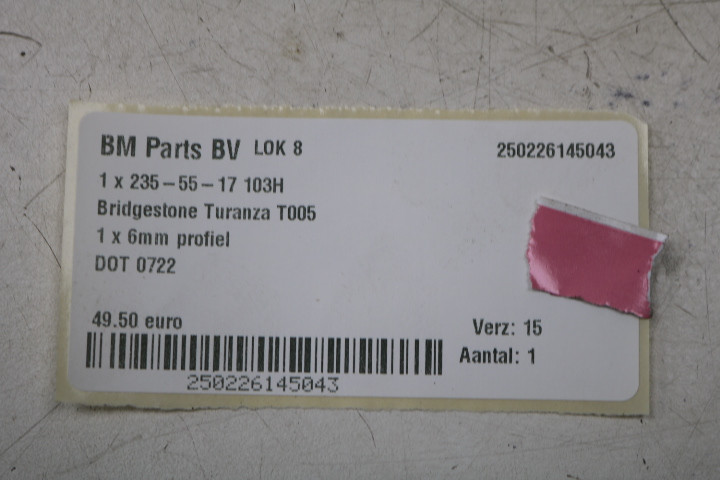 BM Parts BV LOK 8 250226145043
1 x 235-55-17 103H
Bridgestone Turanza T005
1 x 6mm profiel
DOT 0722
49.50 euro
Verz: 15
Aantal: 1
250226145043